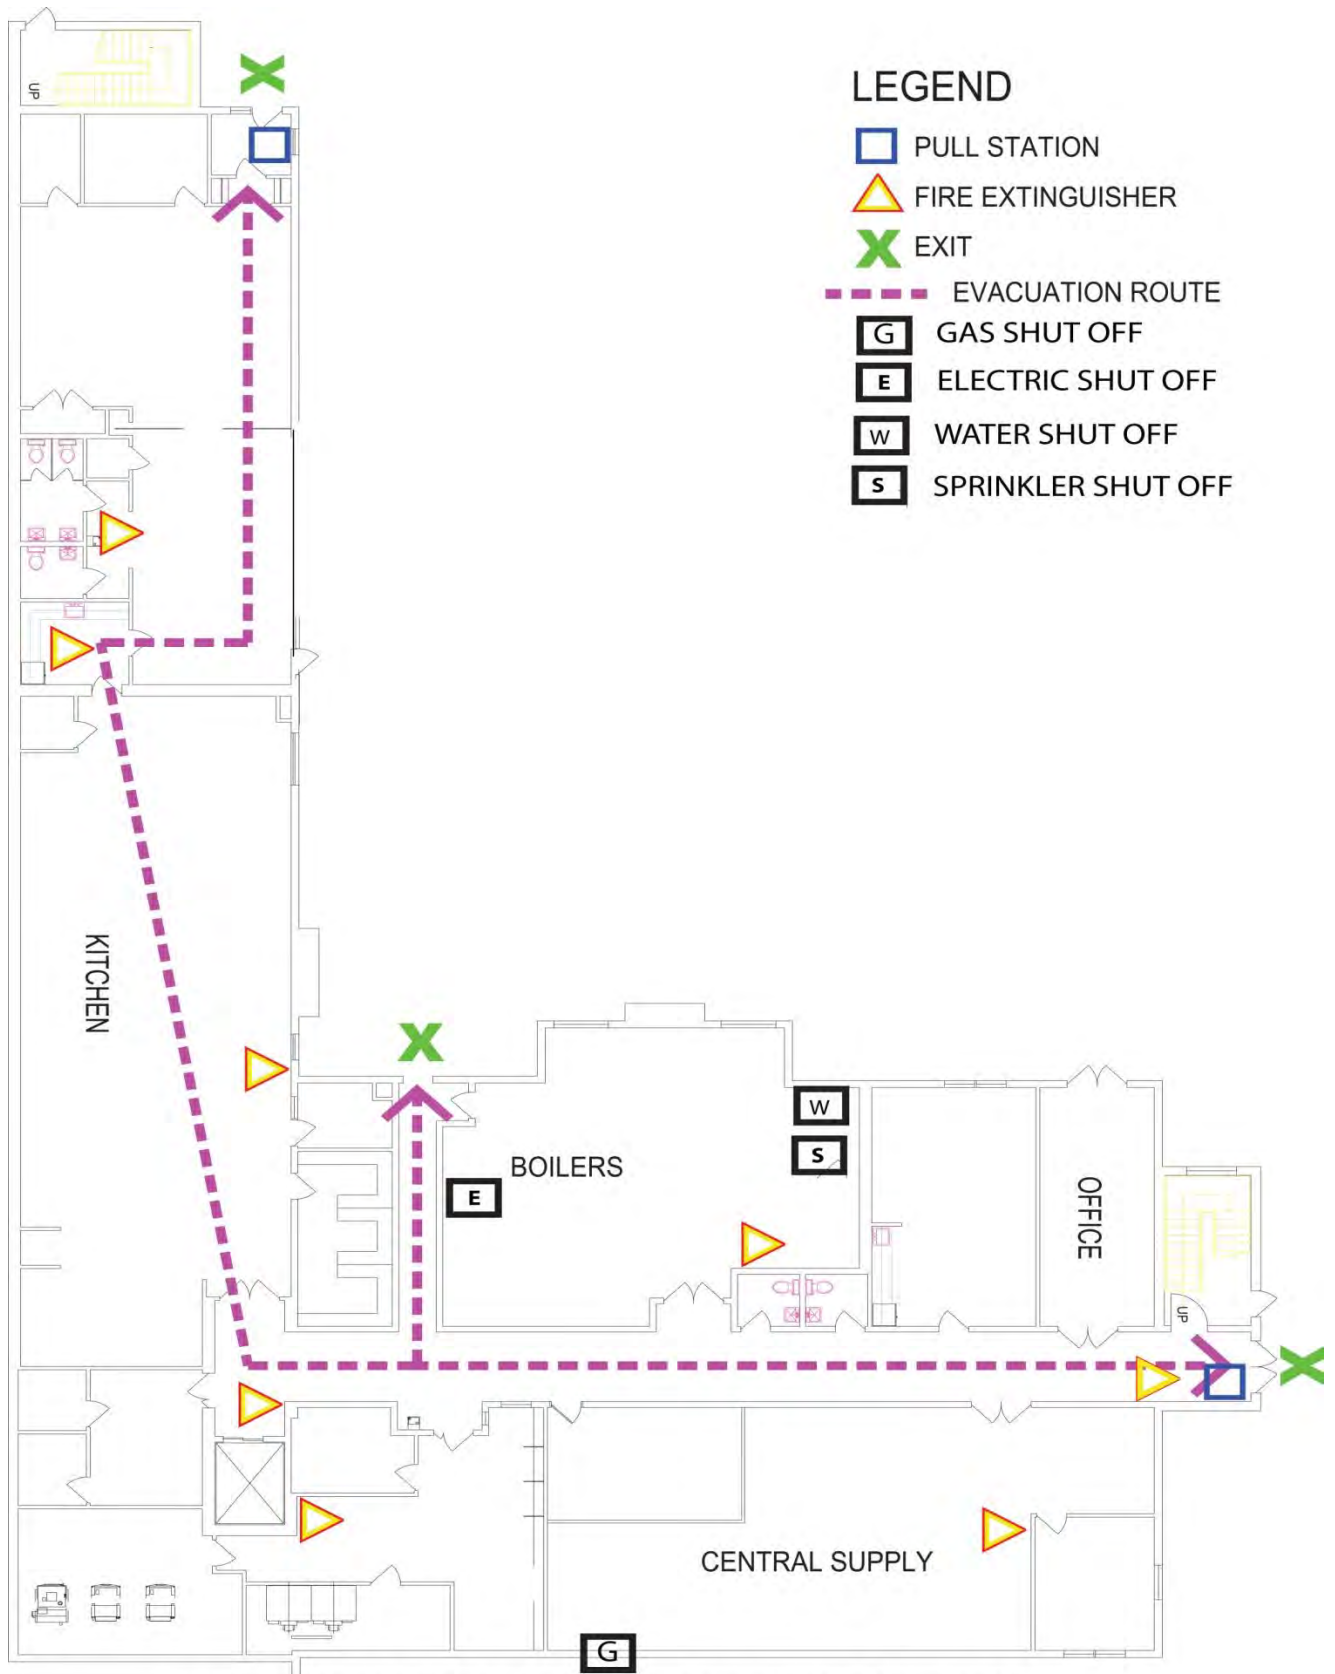 UP
LEGEND
PULL STATION
FIRE EXTINGUISHER
EXIT
EVACUATION ROUTE
G GAS SHUT OFF
E ELECTRIC SHUT OFF
W WATER SHUT OFF
S SPRINKLER SHUT OFF
KITCHEN
W
S
BOILERS
E
OFFICE
UP
CENTRAL SUPPLY
G